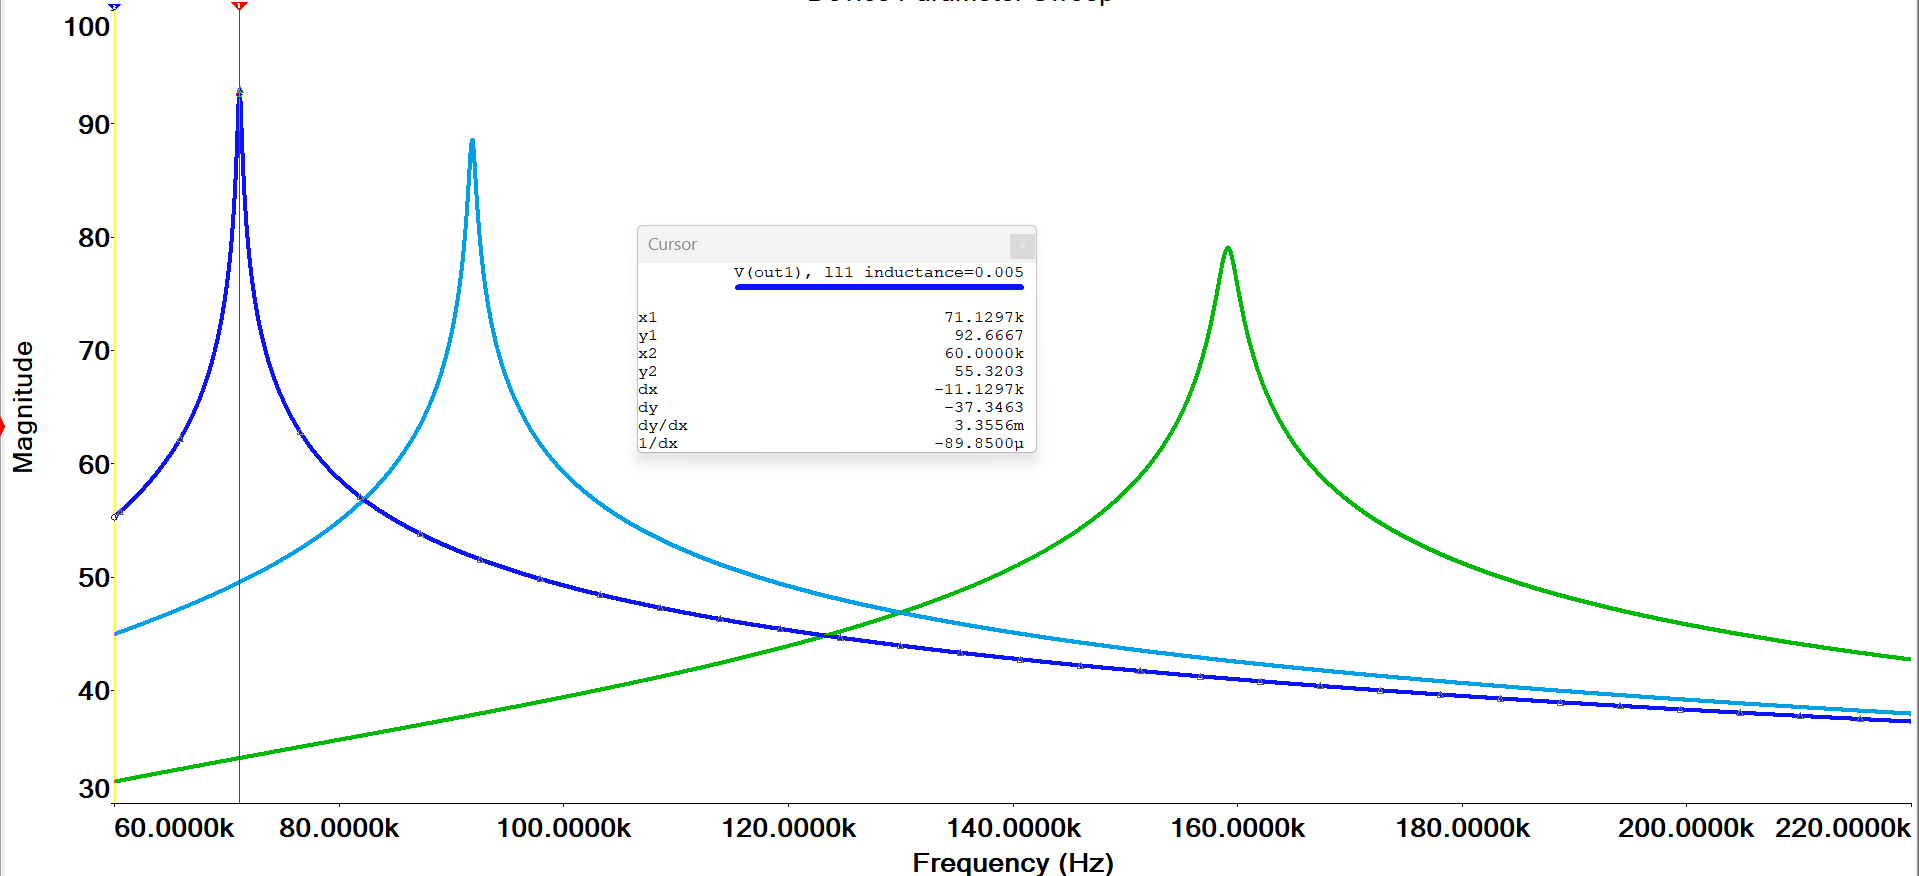 100
90
80
70
60
50
40
30
Magnitude
Cursor
V(out1), ll1 inductance=0.005
x1 71.1297k
y1 92.6667
x2 60.0000k
y2 55.3203
dx -11.1297k
dy -37.3463
dy/dx 3.3556m
1/dx -89.8500µ
60.0000k 80.0000k 100.0000k 120.0000k 140.0000k 160.0000k 180.0000k 200.0000k 220.0000k
Frequency (Hz)